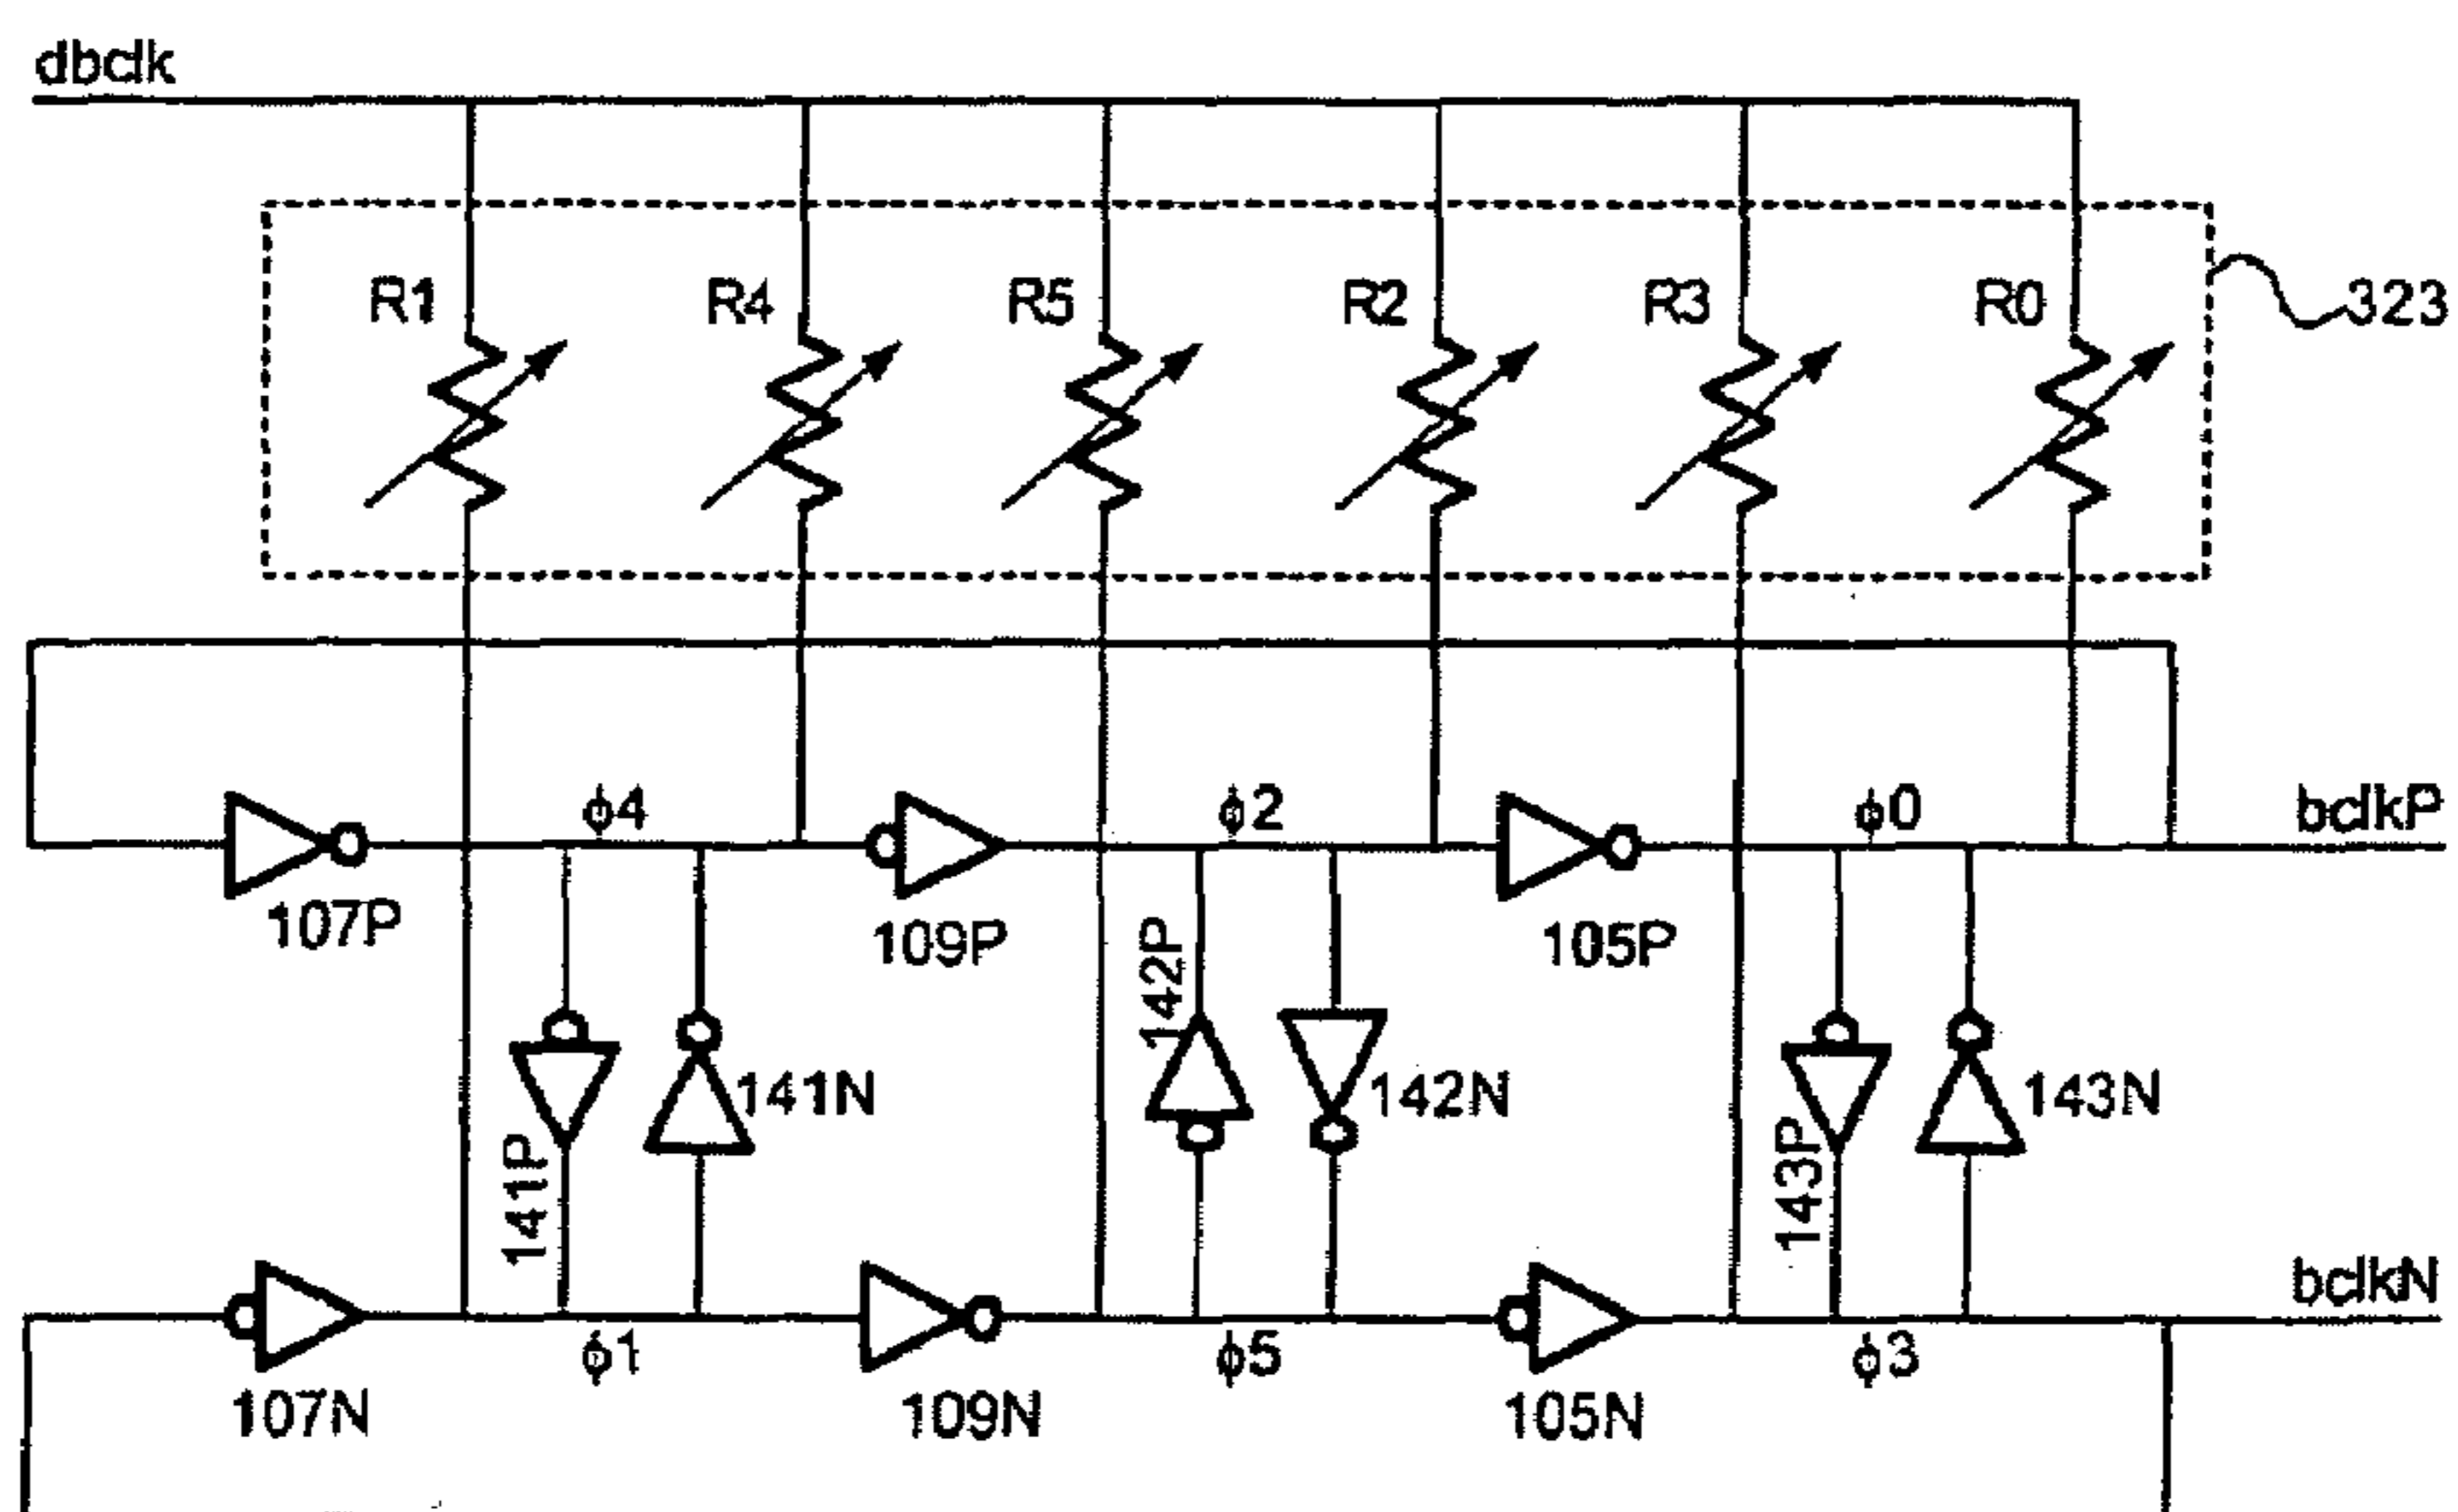 dbclk
R1 R4 R5 R2 R3 R0 323
ϕ4 ϕ2 ϕ0 bclkP
107P 109P 105P
142P
141N 142N 143N
141P 143P
bclkN
ϕ1 ϕ5 ϕ3
107N 109N 105N